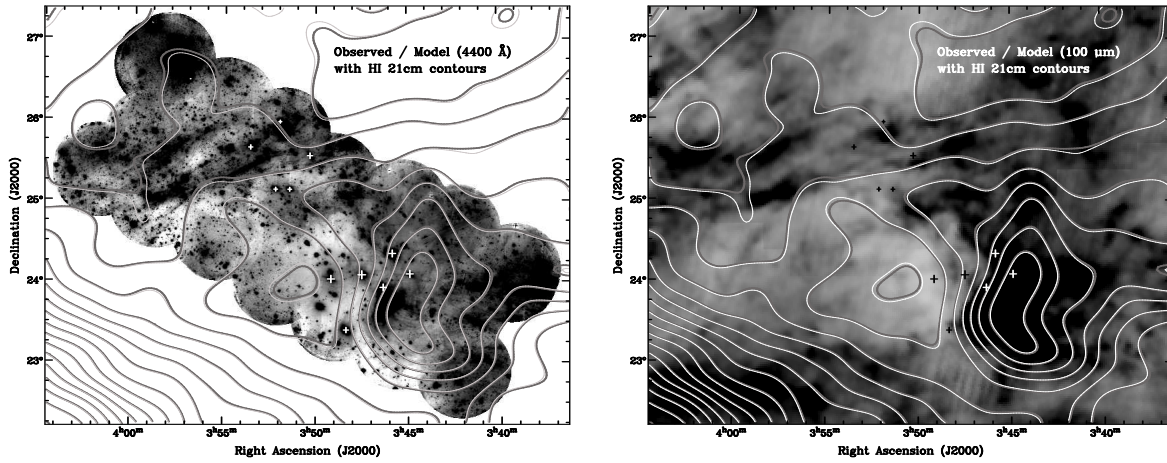 Observed / Model (4400 Å)
with HI 21cm contours
27°
26°
25°
24°
23°
Declination (J2000)
4ʰ00ᵐ
3ʰ55ᵐ
3ʰ50ᵐ
3ʰ45ᵐ
3ʰ40ᵐ
Right Ascension (J2000)
Observed / Model (100 μm)
with HI 21cm contours
27°
26°
25°
24°
23°
Declination (J2000)
4ʰ00ᵐ
3ʰ55ᵐ
3ʰ50ᵐ
3ʰ45ᵐ
3ʰ40ᵐ
Right Ascension (J2000)